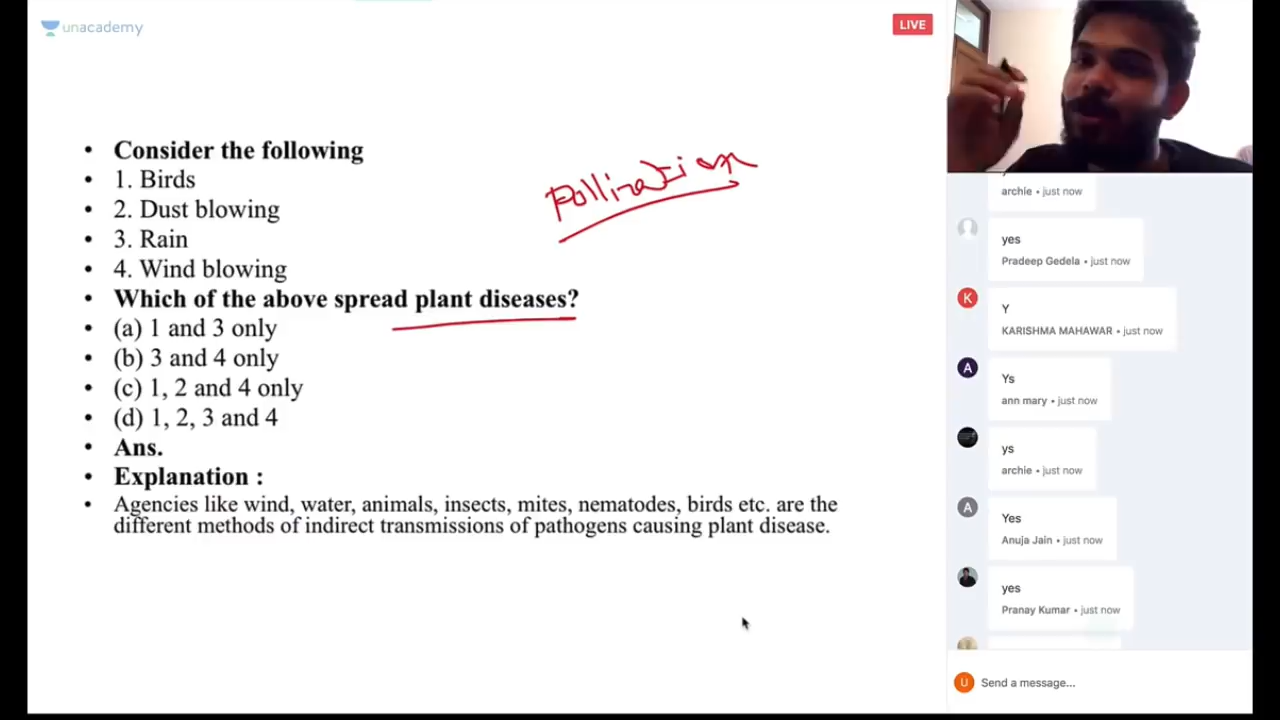 unacademy
LIVE
• Consider the following
• 1. Birds
• 2. Dust blowing
• 3. Rain
• 4. Wind blowing
• Which of the above spread plant diseases?
• (a) 1 and 3 only
• (b) 3 and 4 only
• (c) 1, 2 and 4 only
• (d) 1, 2, 3 and 4
• Ans.
• Explanation :
• Agencies like wind, water, animals, insects, mites, nematodes, birds etc. are the
different methods of indirect transmissions of pathogens causing plant disease.
Pollination
archie • just now
yes
Pradeep Gedela • just now
K
Y
KARISHMA MAHAWAR • just now
A
Ys
ann mary • just now
ys
archie • just now
A
Yes
Anuja Jain • just now
yes
Pranay Kumar • just now
U
Send a message...